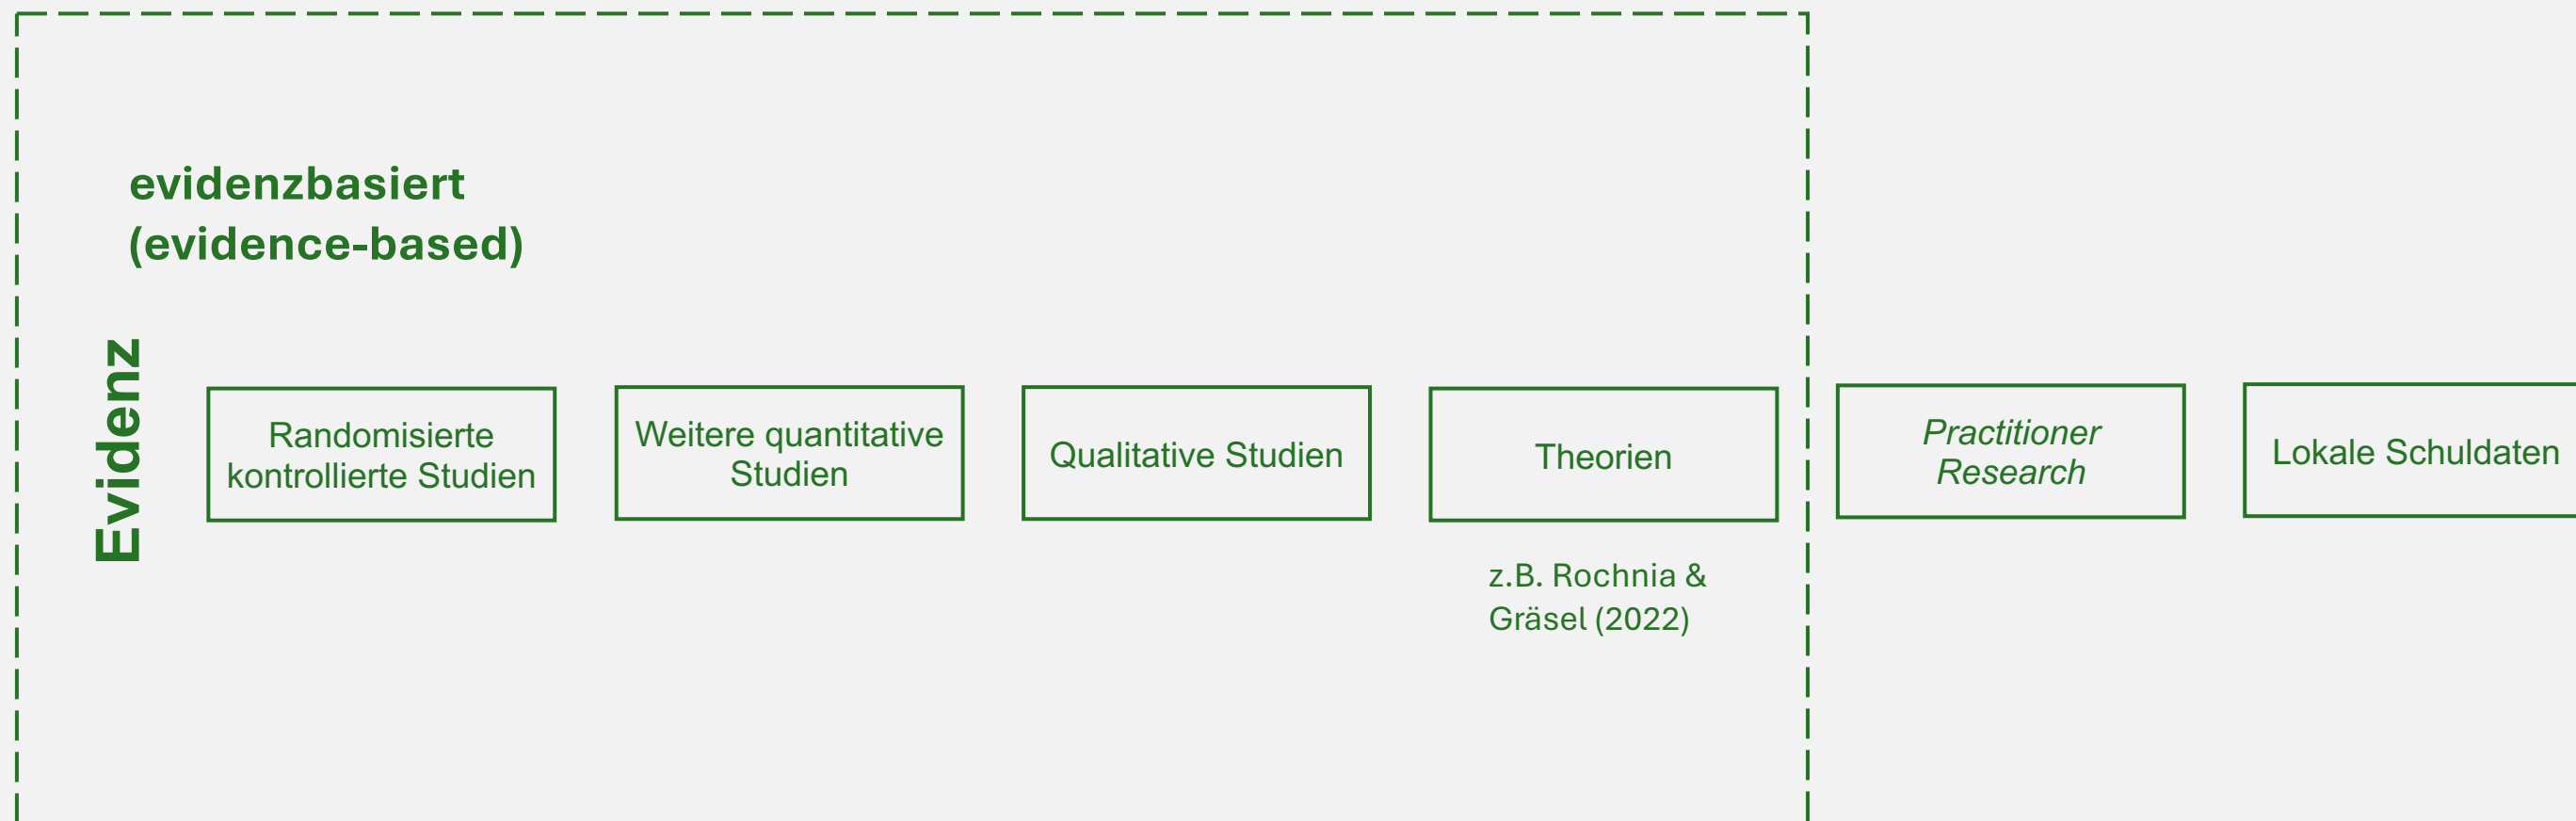 evidenzbasiert
(evidence-based)
Evidenz
Randomisierte
kontrollierte Studien
Weitere quantitative
Studien
Qualitative Studien
Theorien
Practitioner
Research
Lokale Schuldaten
z.B. Rochnia &
Gräsel (2022)